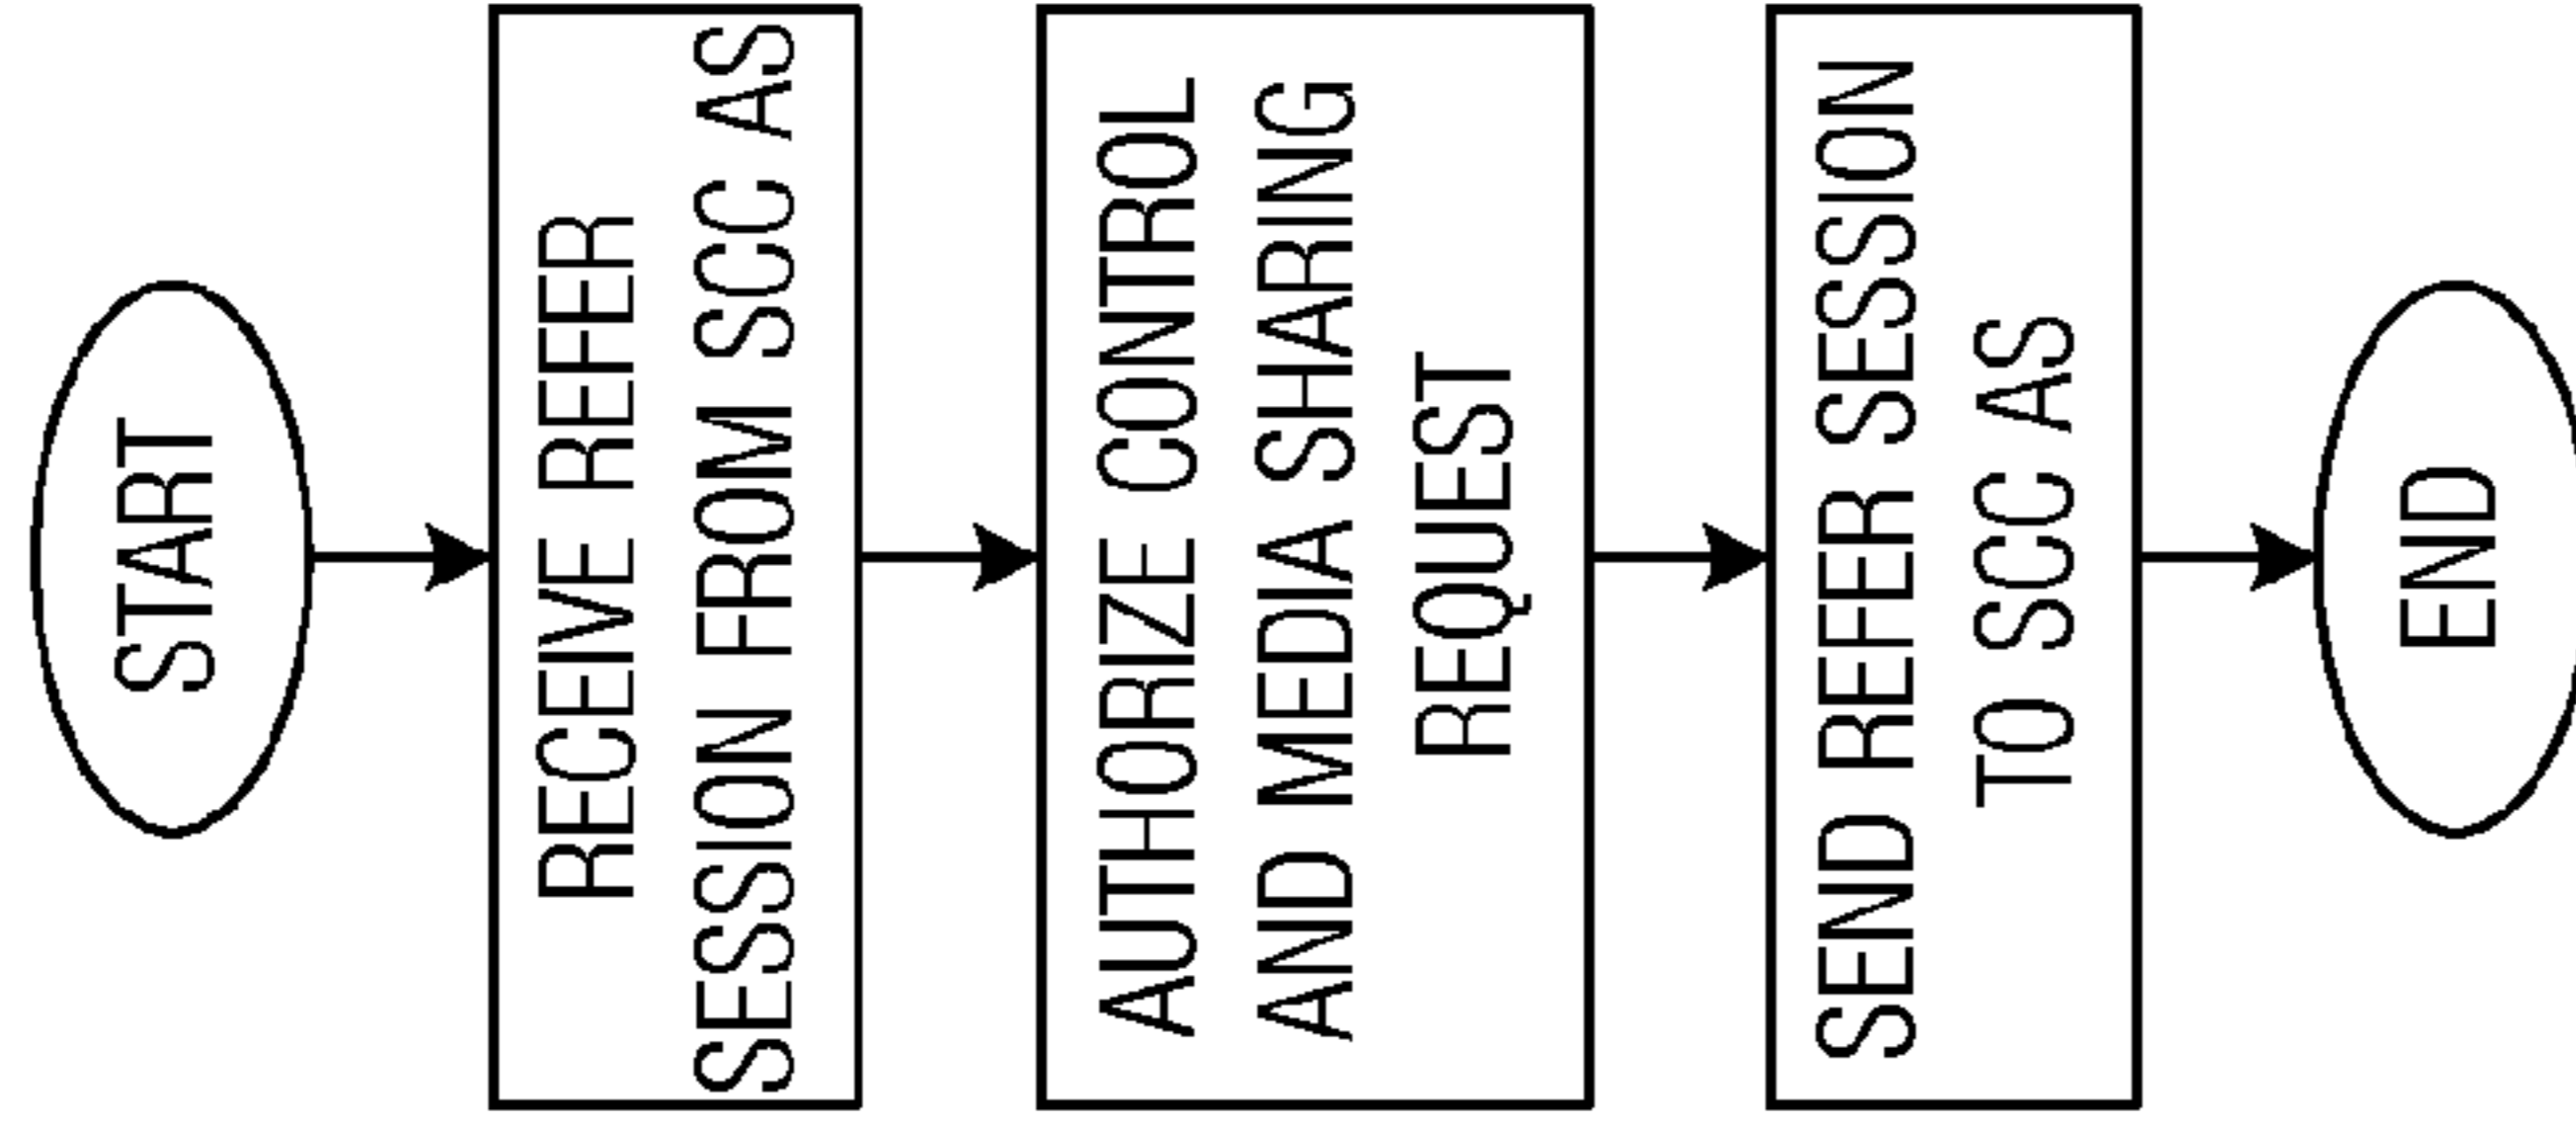 START
RECEIVE REFER
SESSION FROM SCC AS
AUTHORIZE CONTROL
AND MEDIA SHARING
REQUEST
SEND REFER SESSION
TO SCC AS
END